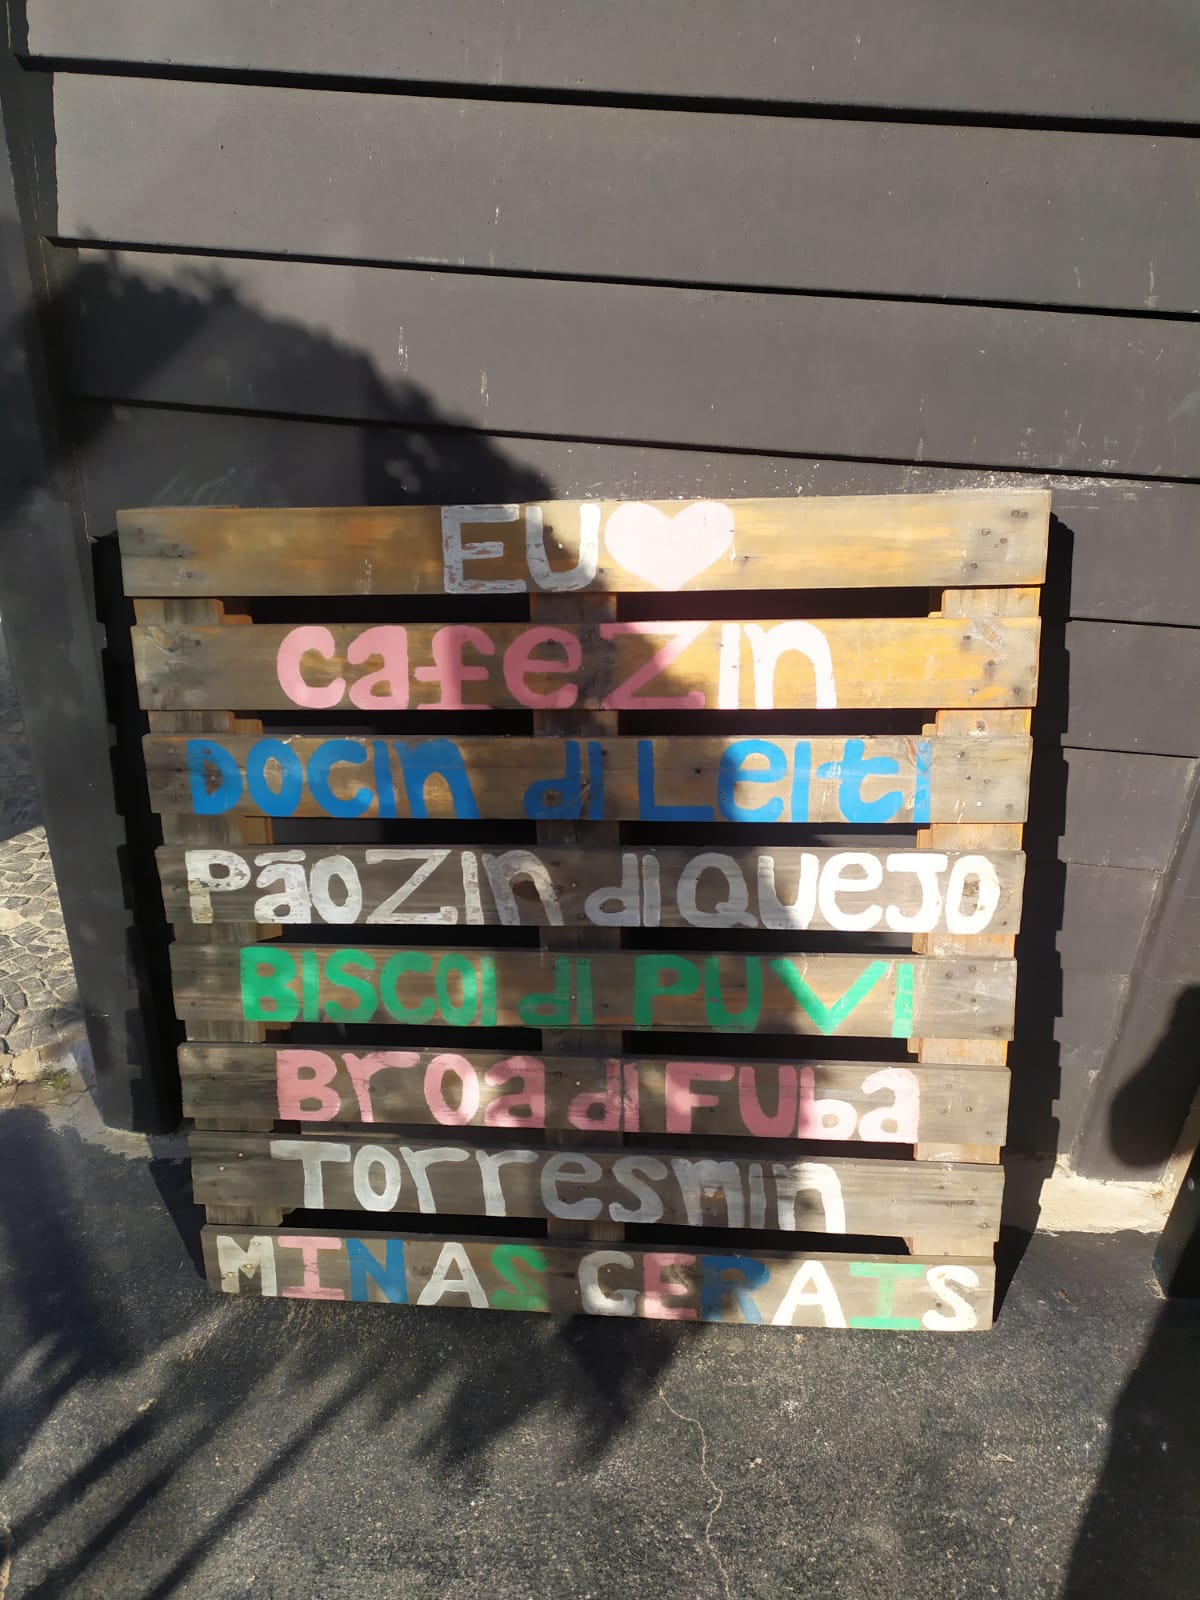 EU ❤
cafeZin
DOCIN di Leiti
PãoZIN di QUeJO
BISCOI di PUVI
Broa di FUba
Torresmin
MINAS GERAIS